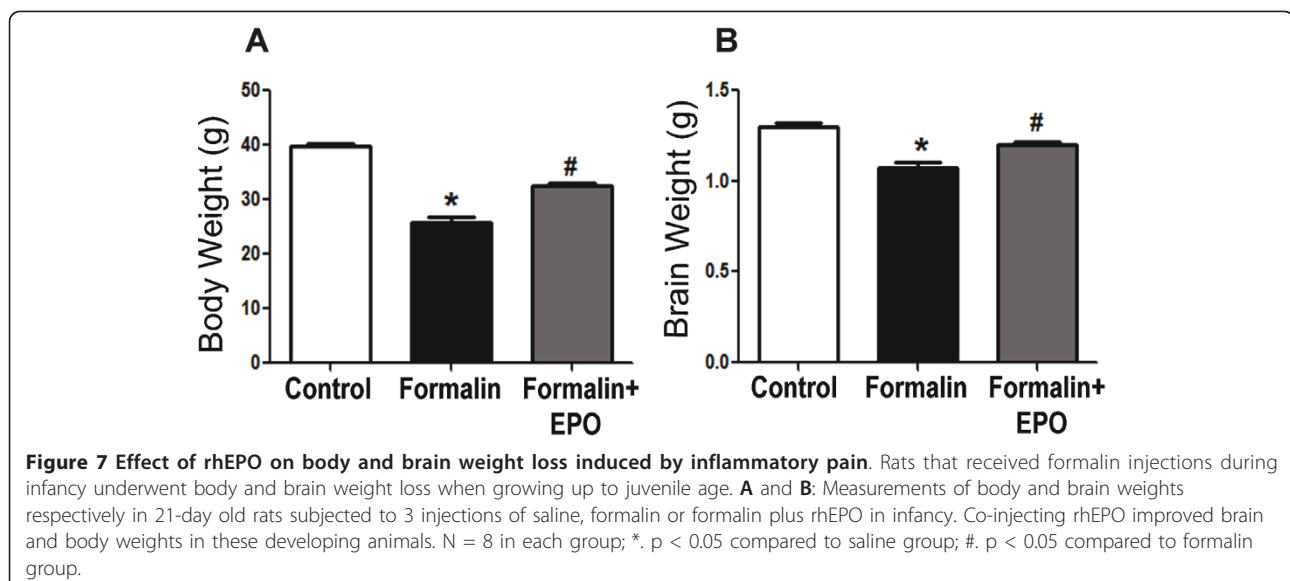 A
Body Weight (g)
50
40
30
20
10
0
*
#
Control
Formalin
Formalin+
EPO
B
Brain Weight (g)
1.5
1.0
0.5
0.0
*
#
Control
Formalin
Formalin+
EPO
Figure 7 Effect of rhEPO on body and brain weight loss induced by inflammatory pain. Rats that received formalin injections during
infancy underwent body and brain weight loss when growing up to juvenile age. A and B: Measurements of body and brain weights
respectively in 21-day old rats subjected to 3 injections of saline, formalin or formalin plus rhEPO in infancy. Co-injecting rhEPO improved brain
and body weights in these developing animals. N = 8 in each group; *. p < 0.05 compared to saline group; #. p < 0.05 compared to formalin
group.